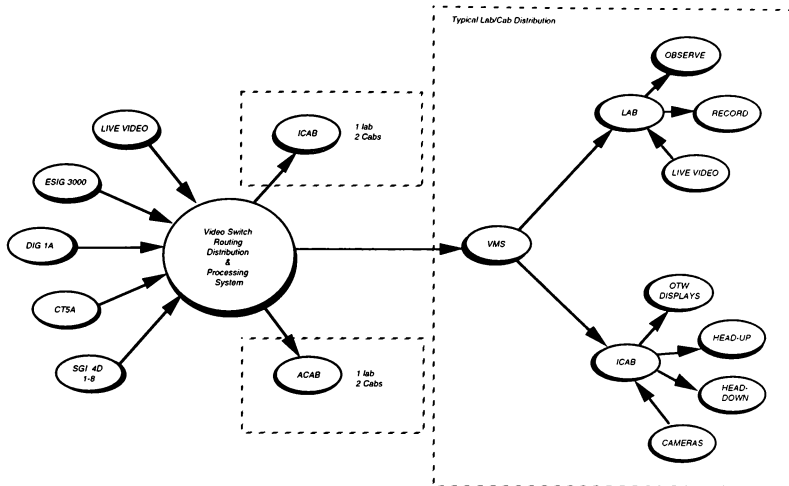 Typical Lab/Cab Distribution
OBSERVE
LAB
RECORD
LIVE VIDEO
LIVE VIDEO
ICAB
1 lab
2 Cabs
ESIG 3000
DIG 1A
Video Switch
Routing
Distribution
&
Processing
System
VMS
CT5A
SGI 4D
1-8
ACAB
1 lab
2 Cabs
OTW
DISPLAYS
HEAD-UP
ICAB
HEAD-
DOWN
CAMERAS